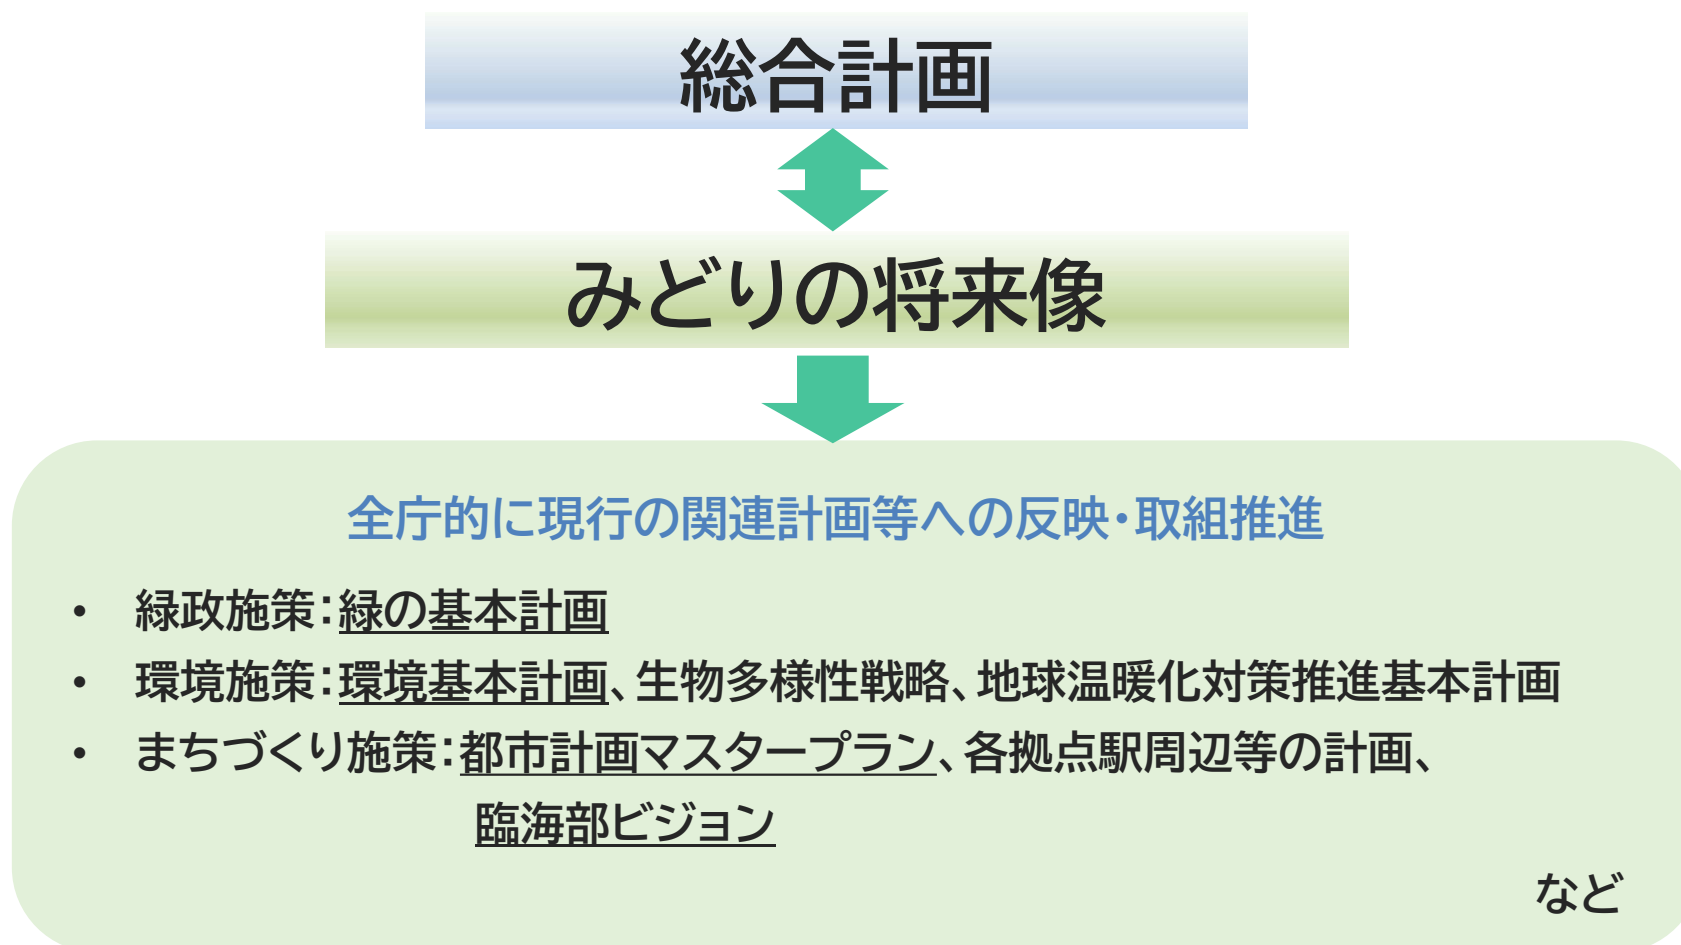 総合計画
みどりの将来像
全庁的に現行の関連計画等への反映・取組推進
• 緑政施策：緑の基本計画
• 環境施策：環境基本計画、生物多様性戦略、地球温暖化対策推進基本計画
• まちづくり施策：都市計画マスタープラン、各拠点駅周辺等の計画、
臨海部ビジョン
など